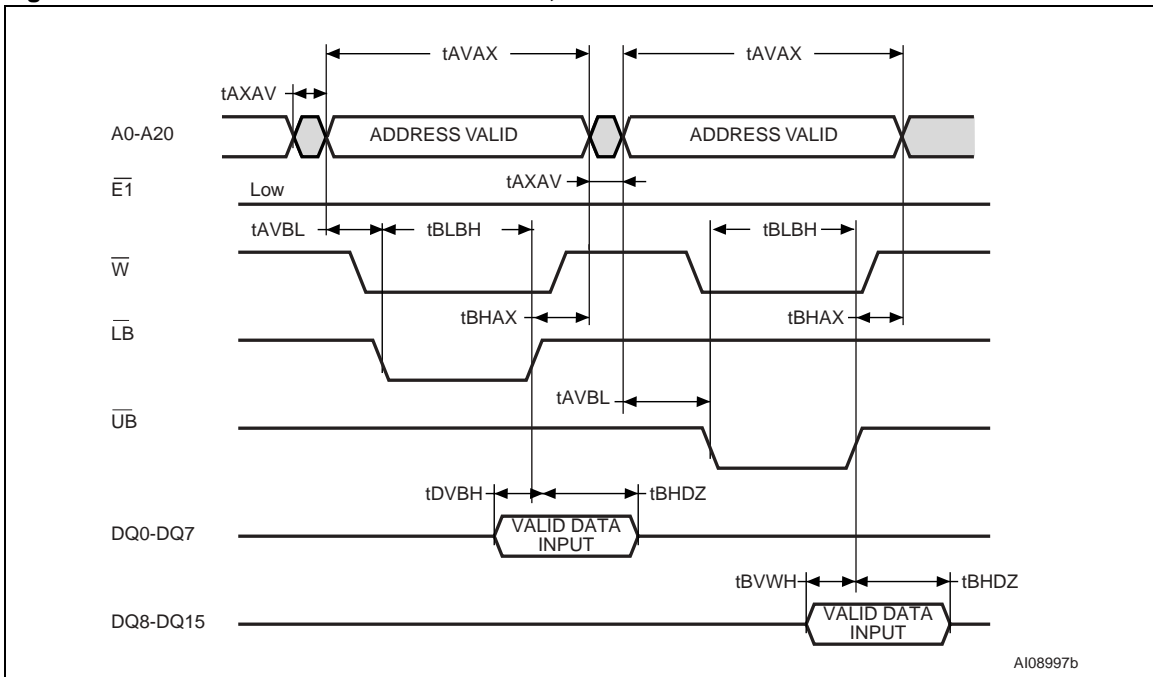 tAVAX
tAVAX
tAXAV
A0-A20
ADDRESS VALID
ADDRESS VALID
E1
Low
tAXAV
tAVBL
tBLBH
tBLBH
W
tBHAX
tBHAX
LB
tAVBL
UB
tDVBH
tBHDZ
DQ0-DQ7
VALID DATA
INPUT
tBVWH
tBHDZ
DQ8-DQ15
VALID DATA
INPUT
AI08997b